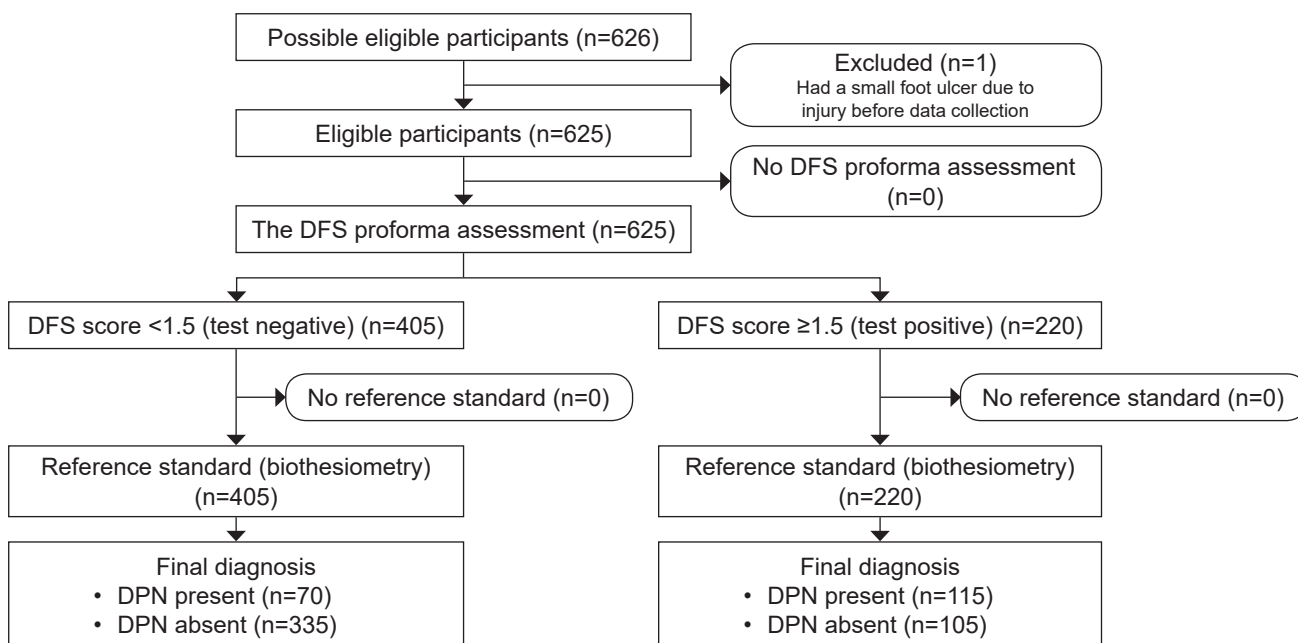 Possible eligible participants (n=626)
Excluded (n=1)
Had a small foot ulcer due to
injury before data collection
Eligible participants (n=625)
No DFS proforma assessment
(n=0)
The DFS proforma assessment (n=625)
DFS score <1.5 (test negative) (n=405)
DFS score ≥1.5 (test positive) (n=220)
No reference standard (n=0)
No reference standard (n=0)
Reference standard (biothesiometry)
(n=405)
Reference standard (biothesiometry)
(n=220)
Final diagnosis
• DPN present (n=70)
• DPN absent (n=335)
Final diagnosis
• DPN present (n=115)
• DPN absent (n=105)